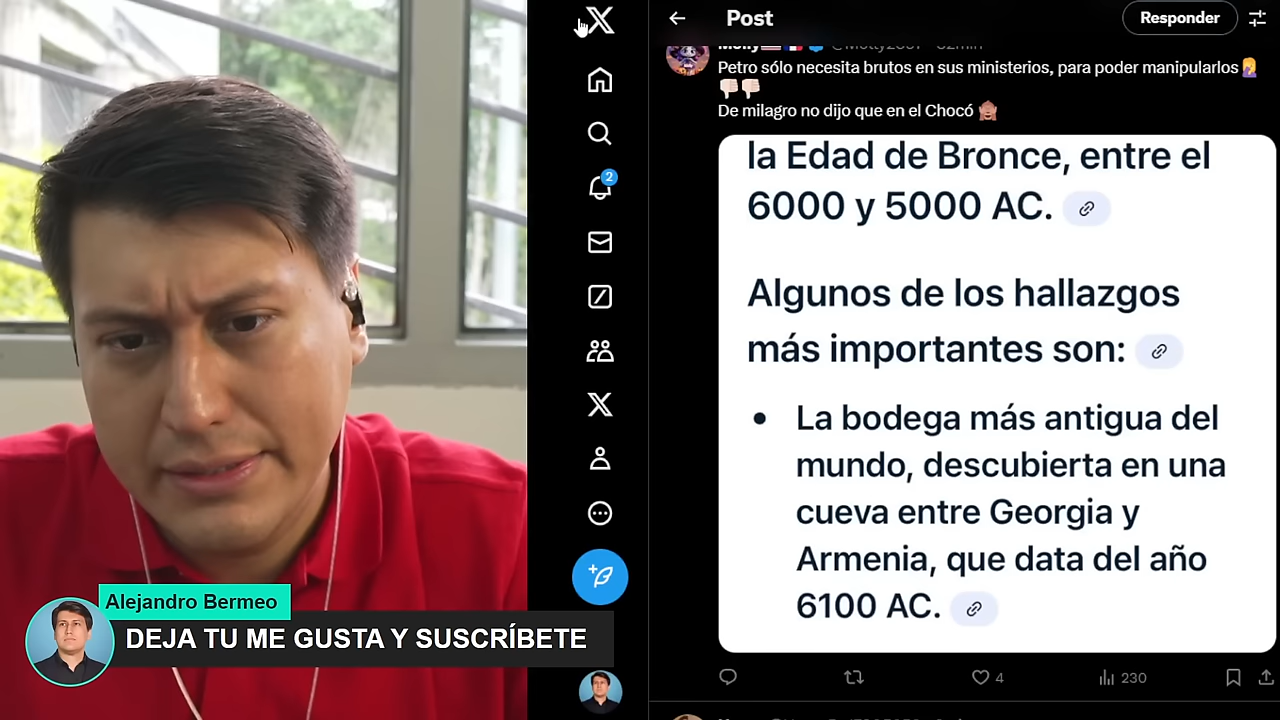 Post
Responder
Petro sólo necesita brutos en sus ministerios, para poder manipularlos
De milagro no dijo que en el Chocó
la Edad de Bronce, entre el
6000 y 5000 AC.
Algunos de los hallazgos
más importantes son:
• La bodega más antigua del
mundo, descubierta en una
cueva entre Georgia y
Armenia, que data del año
6100 AC.
4
230
2
Alejandro Bermeo
DEJA TU ME GUSTA Y SUSCRÍBETE